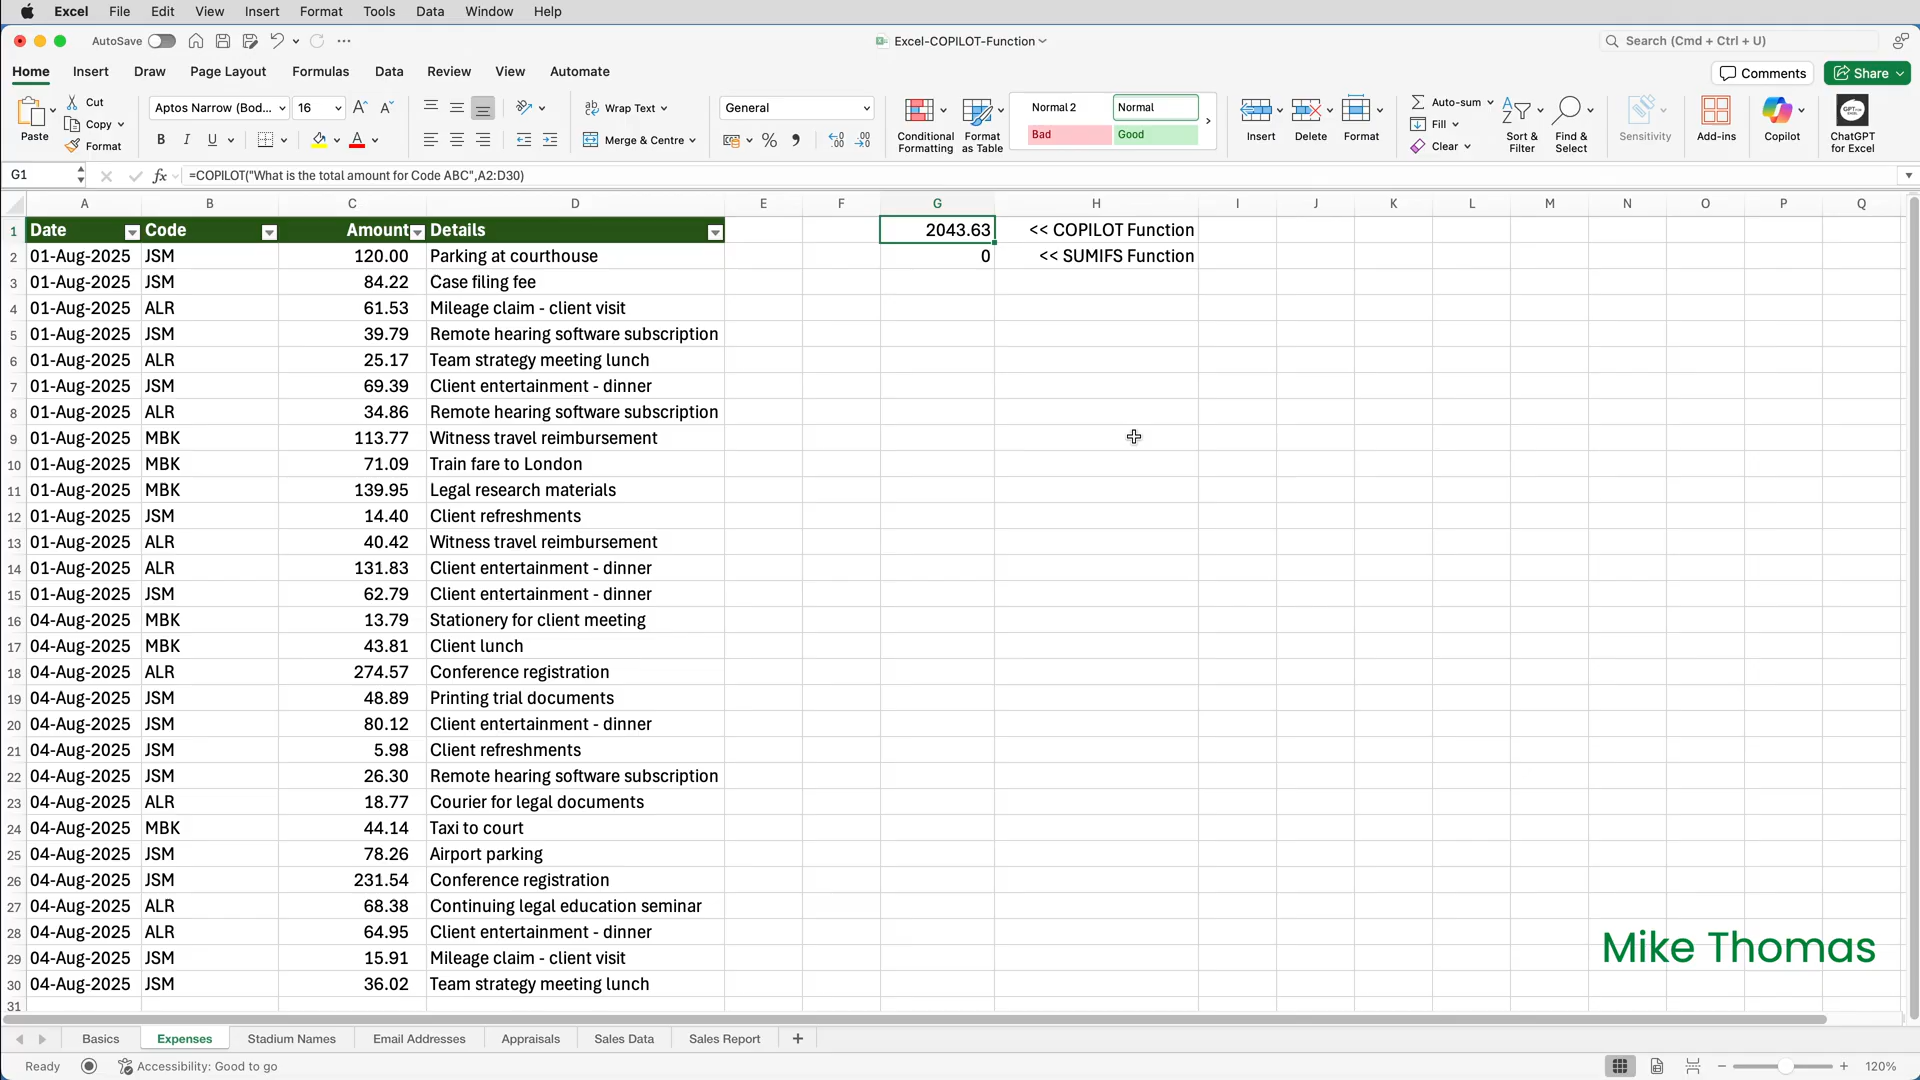 Excel File Edit View Insert Format Tools Data Window Help
AutoSave Excel-COPILOT-Function Search (Cmd + Ctrl + U)
Home Insert Draw Page Layout Formulas Data Review View Automate Comments Share
Paste Cut Copy Format
Aptos Narrow (Bod... 16 A A
B I U A
Wrap Text
Merge & Centre
General
%
Conditional Formatting
Format as Table
Normal 2 Normal
Bad Good
Insert Delete Format
Auto-sum
Fill
Clear
Sort & Filter
Find & Select
Sensitivity
Add-ins
Copilot
ChatGPT for Excel
G1 fx =COPILOT("What is the total amount for Code ABC",A2:D30)
A B C D E F G H I J K L M N O P Q
1 Date Code Amount Details 2043.63 << COPILOT Function
2 01-Aug-2025 JSM 120.00 Parking at courthouse 0 << SUMIFS Function
3 01-Aug-2025 JSM 84.22 Case filing fee
4 01-Aug-2025 ALR 61.53 Mileage claim - client visit
5 01-Aug-2025 JSM 39.79 Remote hearing software subscription
6 01-Aug-2025 ALR 25.17 Team strategy meeting lunch
7 01-Aug-2025 JSM 69.39 Client entertainment - dinner
8 01-Aug-2025 ALR 34.86 Remote hearing software subscription
9 01-Aug-2025 MBK 113.77 Witness travel reimbursement
10 01-Aug-2025 MBK 71.09 Train fare to London
11 01-Aug-2025 MBK 139.95 Legal research materials
12 01-Aug-2025 JSM 14.40 Client refreshments
13 01-Aug-2025 ALR 40.42 Witness travel reimbursement
14 01-Aug-2025 ALR 131.83 Client entertainment - dinner
15 01-Aug-2025 JSM 62.79 Client entertainment - dinner
16 04-Aug-2025 MBK 13.79 Stationery for client meeting
17 04-Aug-2025 MBK 43.81 Client lunch
18 04-Aug-2025 ALR 274.57 Conference registration
19 04-Aug-2025 JSM 48.89 Printing trial documents
20 04-Aug-2025 JSM 80.12 Client entertainment - dinner
21 04-Aug-2025 JSM 5.98 Client refreshments
22 04-Aug-2025 JSM 26.30 Remote hearing software subscription
23 04-Aug-2025 ALR 18.77 Courier for legal documents
24 04-Aug-2025 MBK 44.14 Taxi to court
25 04-Aug-2025 JSM 78.26 Airport parking
26 04-Aug-2025 JSM 231.54 Conference registration
27 04-Aug-2025 ALR 68.38 Continuing legal education seminar
28 04-Aug-2025 ALR 64.95 Client entertainment - dinner
29 04-Aug-2025 JSM 15.91 Mileage claim - client visit
30 04-Aug-2025 JSM 36.02 Team strategy meeting lunch
31
Mike Thomas
Basics Expenses Stadium Names Email Addresses Appraisals Sales Data Sales Report
Ready Accessibility: Good to go 120%